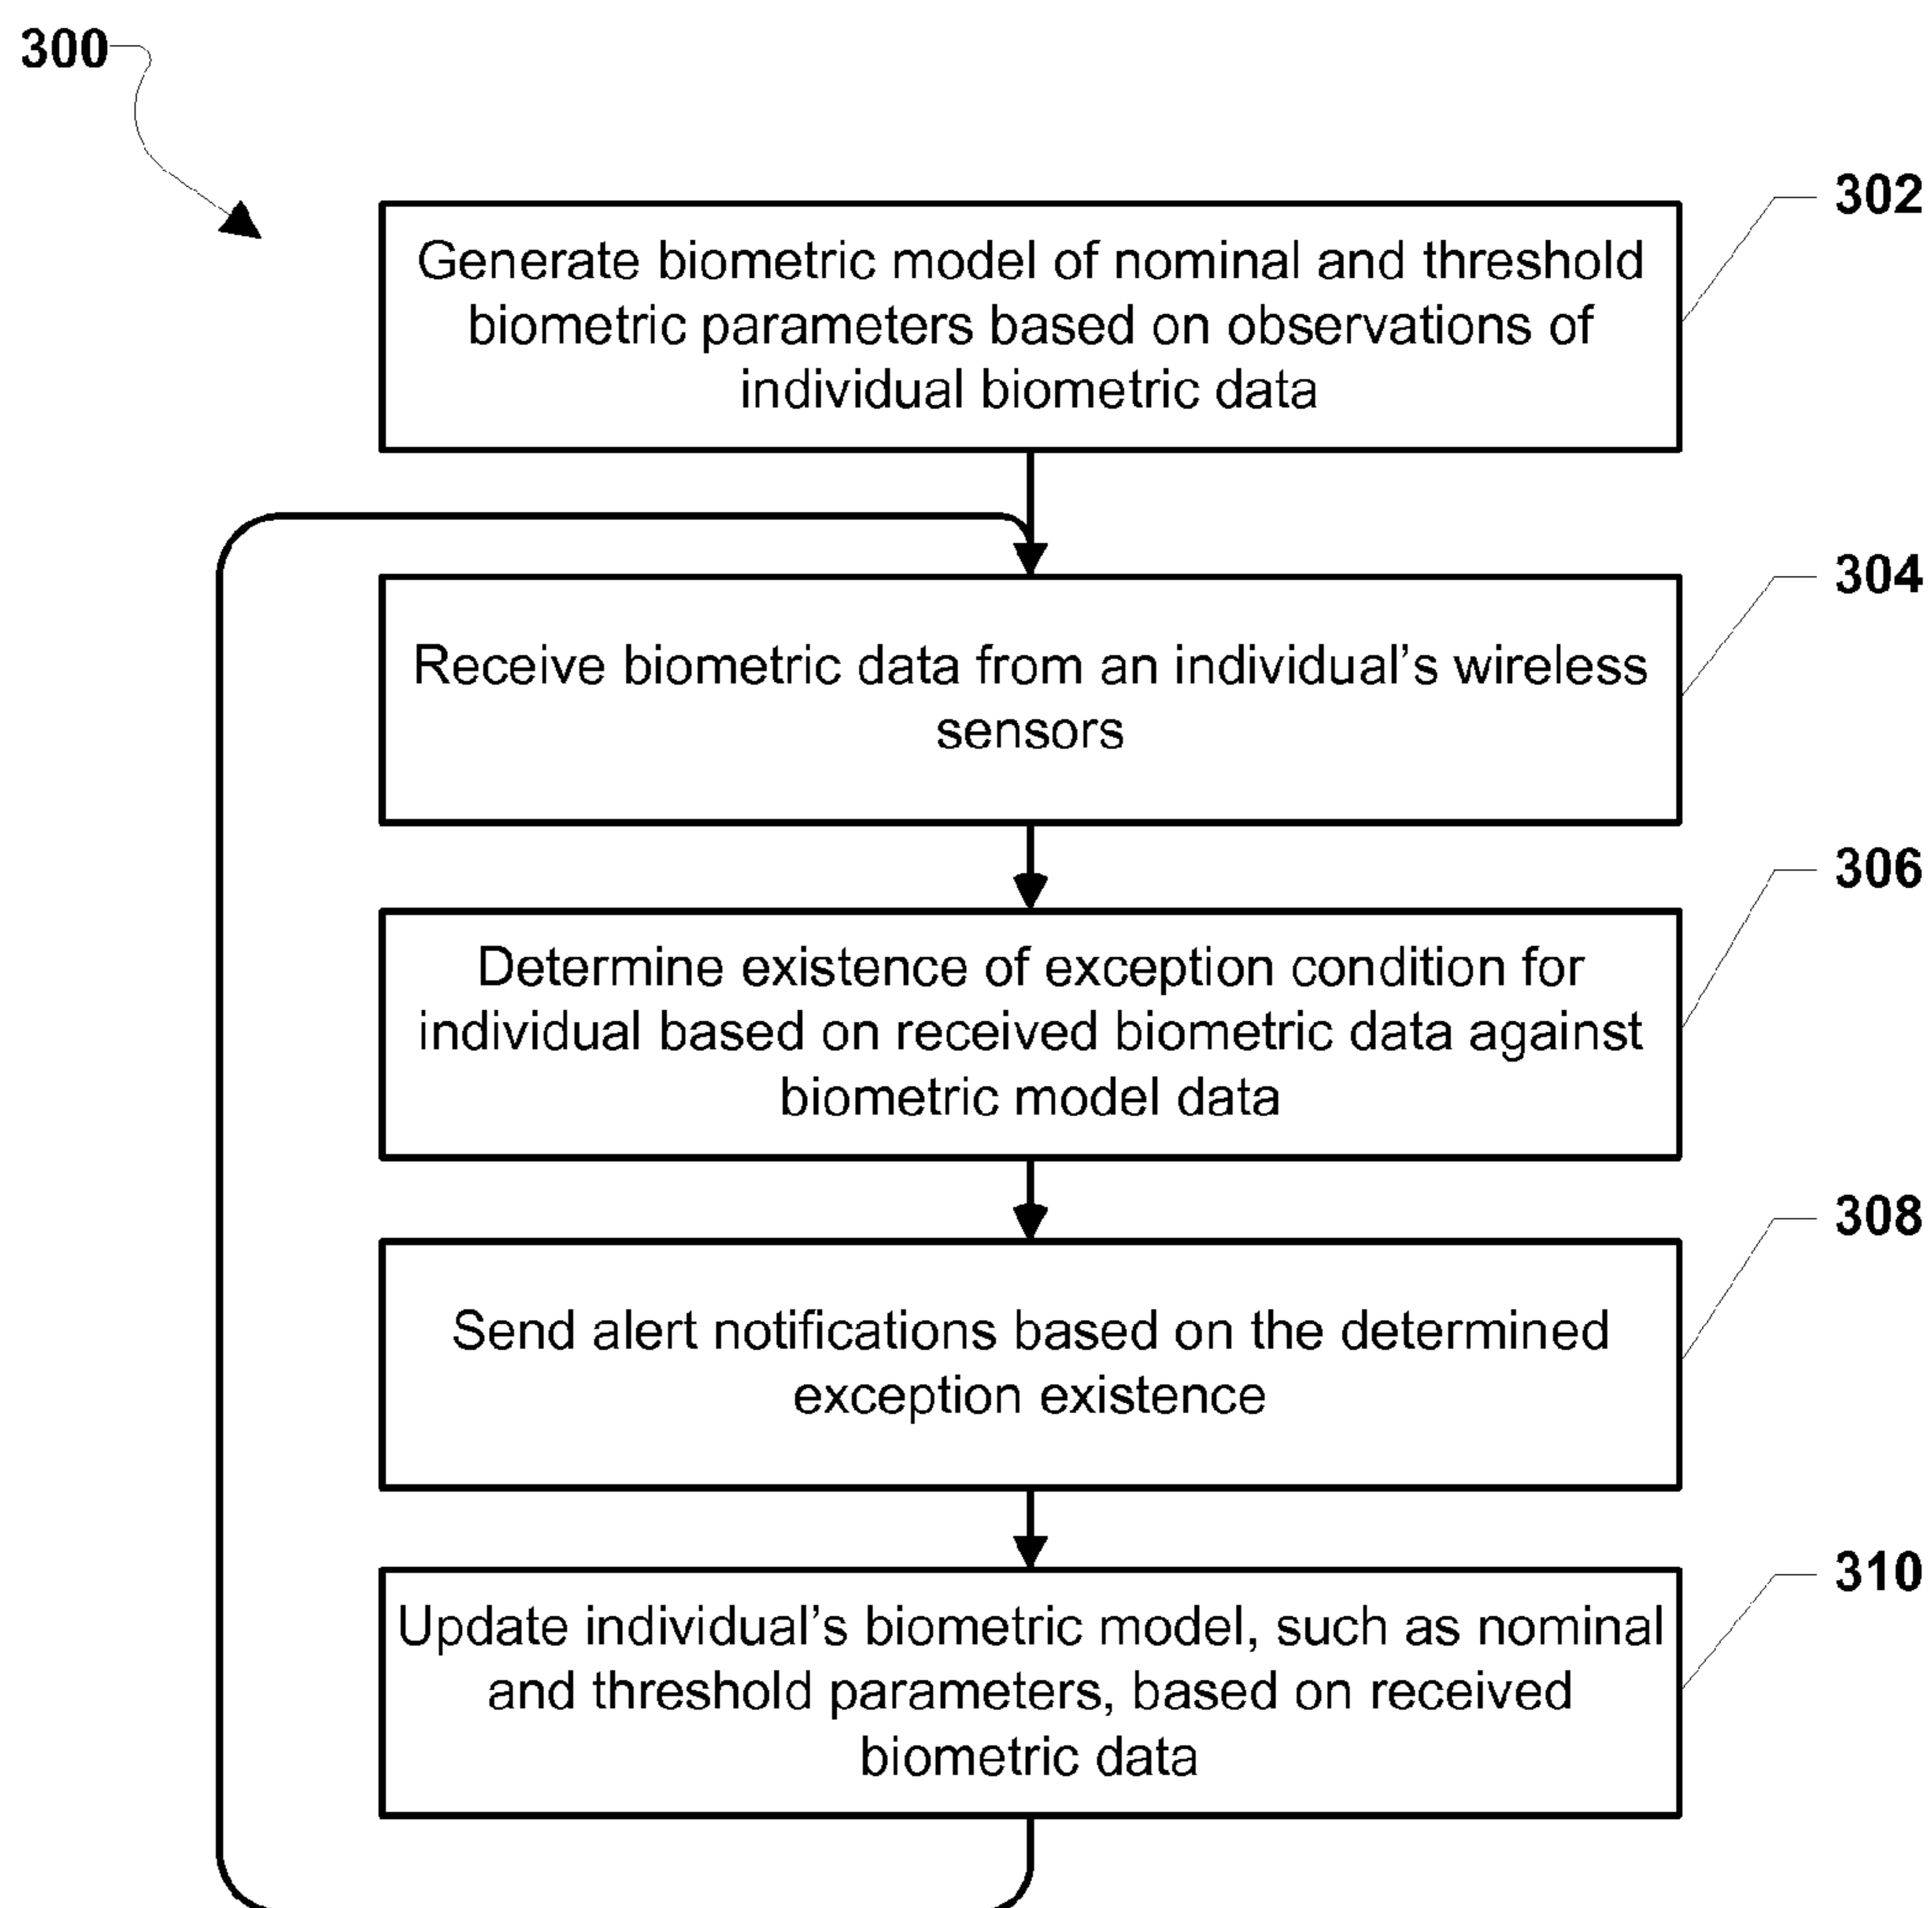 300
302
Generate biometric model of nominal and threshold
biometric parameters based on observations of
individual biometric data
304
Receive biometric data from an individual’s wireless
sensors
306
Determine existence of exception condition for
individual based on received biometric data against
biometric model data
308
Send alert notifications based on the determined
exception existence
310
Update individual’s biometric model, such as nominal
and threshold parameters, based on received
biometric data